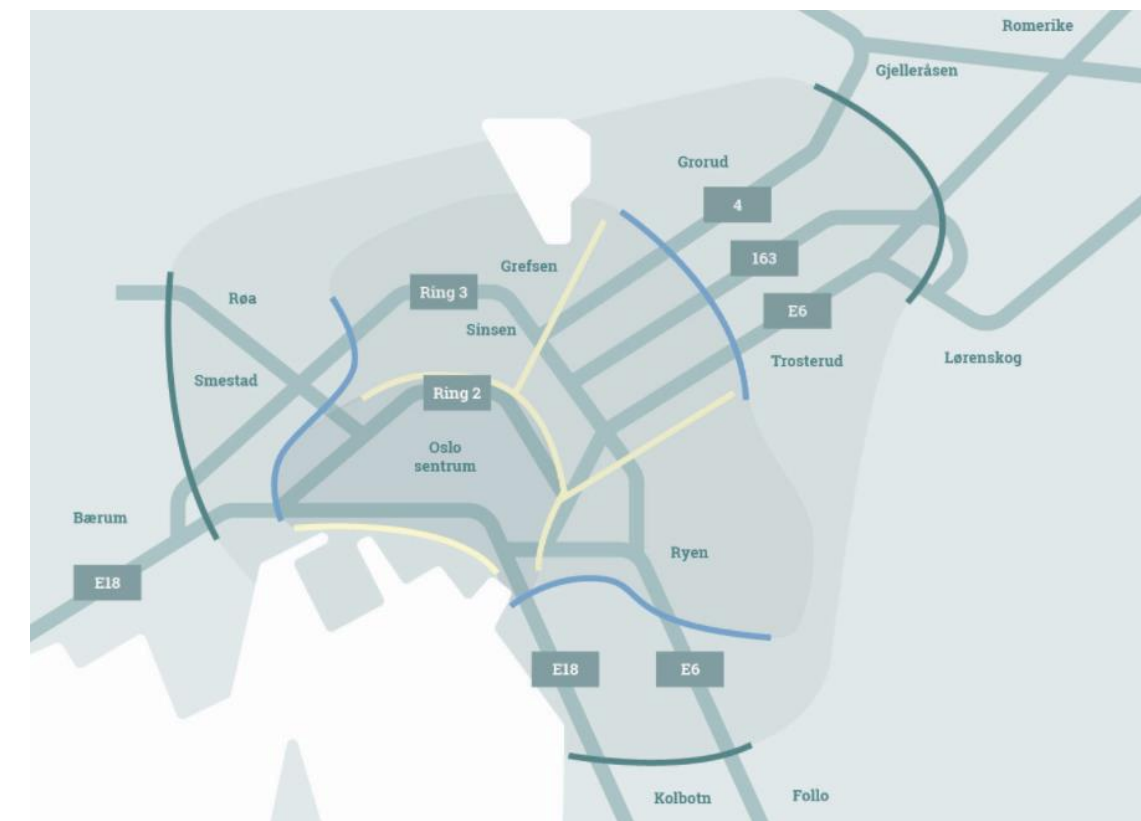 Romerike
Gjelleråsen
Grorud
4
163
Grefsen
Ring 3
Røa
E6
Sinsen
Trosterud
Lørenskog
Smestad
Ring 2
Oslo
sentrum
Bærum
Ryen
E18
E18
E6
Kolbotn
Follo